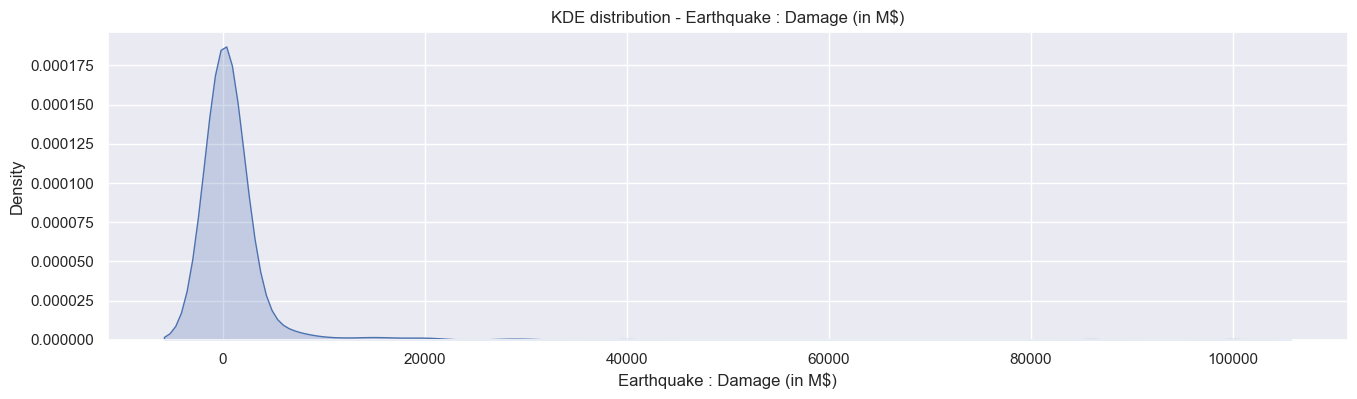 KDE distribution - Earthquake : Damage (in M$)
0.000175
0.000150
0.000125
0.000100
0.000075
0.000050
0.000025
0.000000
Density
0 20000 40000 60000 80000 100000
Earthquake : Damage (in M$)